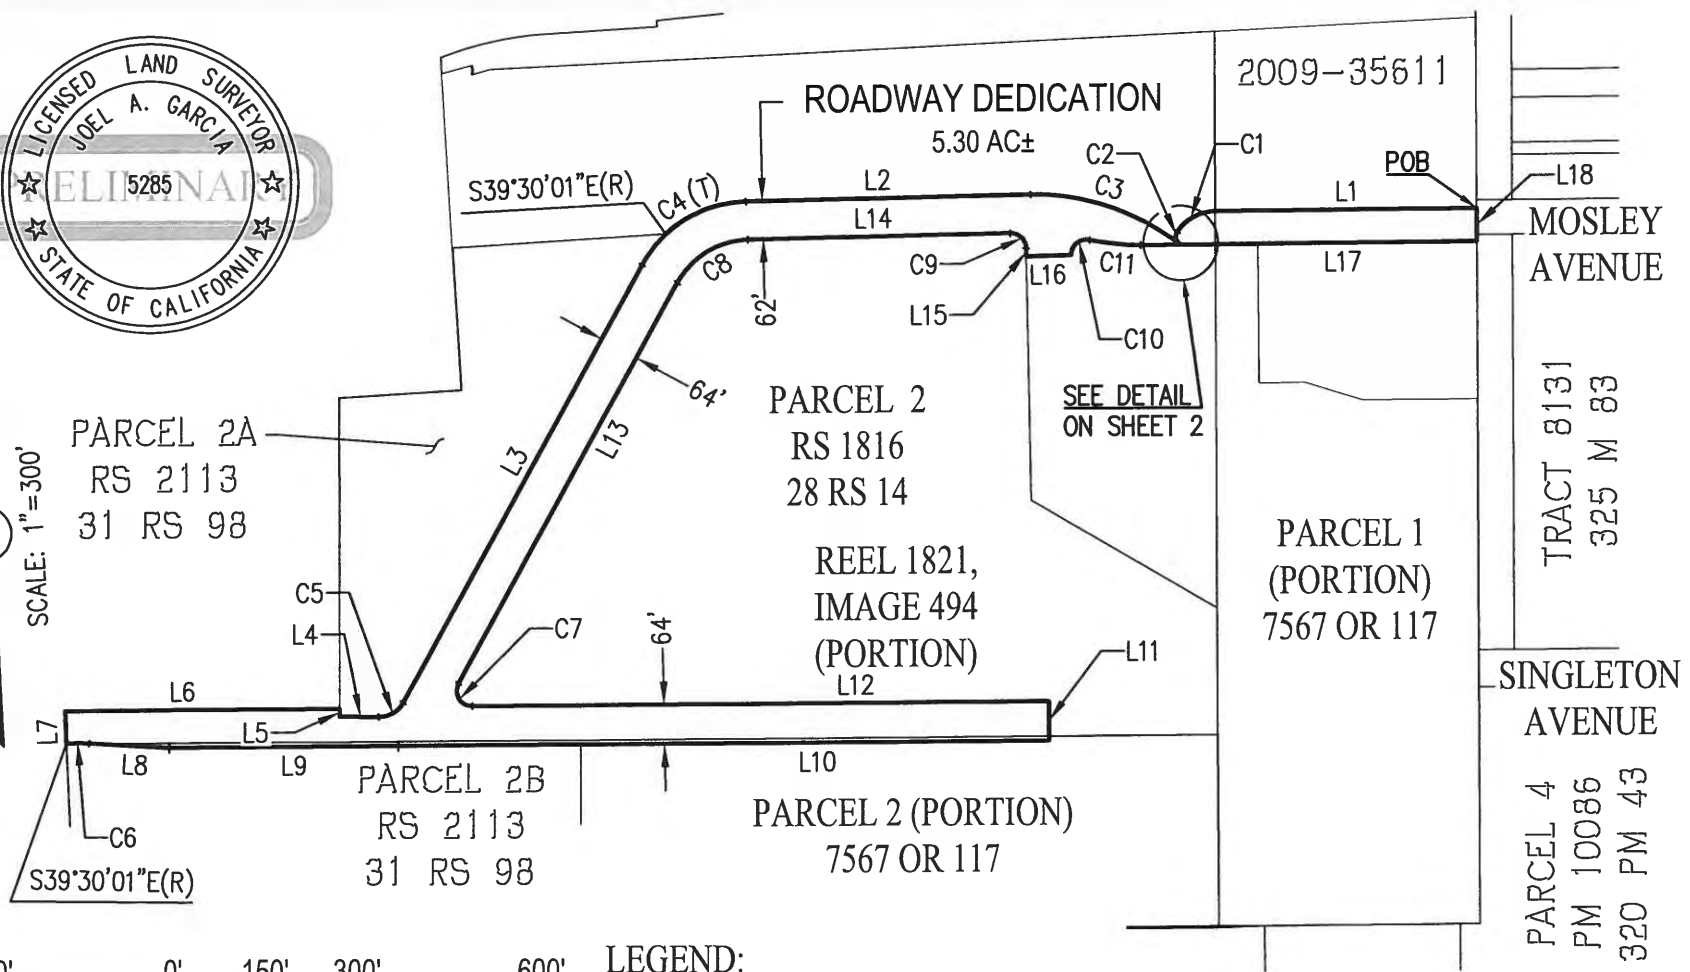 LICENSED LAND SURVEYOR
JOEL A. GARCIA
5285
STATE OF CALIFORNIA
PRELIMINARY
ROADWAY DEDICATION
5.30 AC±
2009-35611
S39°30'01"E(R)
C4 (T)
L2
C3
C2
C1
POB
L1
L18
MOSLEY
AVENUE
L14
C8
62'
C9
L16
C11
L17
L15
C10
SEE DETAIL
ON SHEET 2
64'
L3
L13
PARCEL 2
RS 1816
28 RS 14
REEL 1821,
IMAGE 494
(PORTION)
PARCEL 2A
RS 2113
31 RS 98
SCALE: 1"=300'
PARCEL 1
(PORTION)
7567 OR 117
TRACT 8131
325 M 83
C5
L4
C7
64'
L11
L12
L6
L7
L5
L8
L9
L10
C6
S39°30'01"E(R)
PARCEL 2B
RS 2113
31 RS 98
PARCEL 2 (PORTION)
7567 OR 117
SINGLETON
AVENUE
PARCEL 4
PM 10086
320 PM 43
0'
150'
300'
600'
LEGEND: